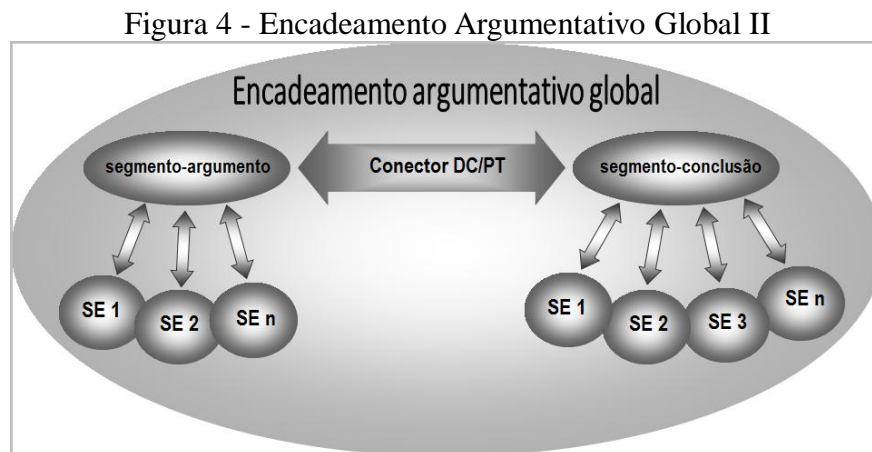 Figura 4 - Encadeamento Argumentativo Global II
Encadeamento argumentativo global
segmento-argumento
Conector DC/PT
segmento-conclusão
SE 1
SE 2
SE n
SE 1
SE 2
SE 3
SE n